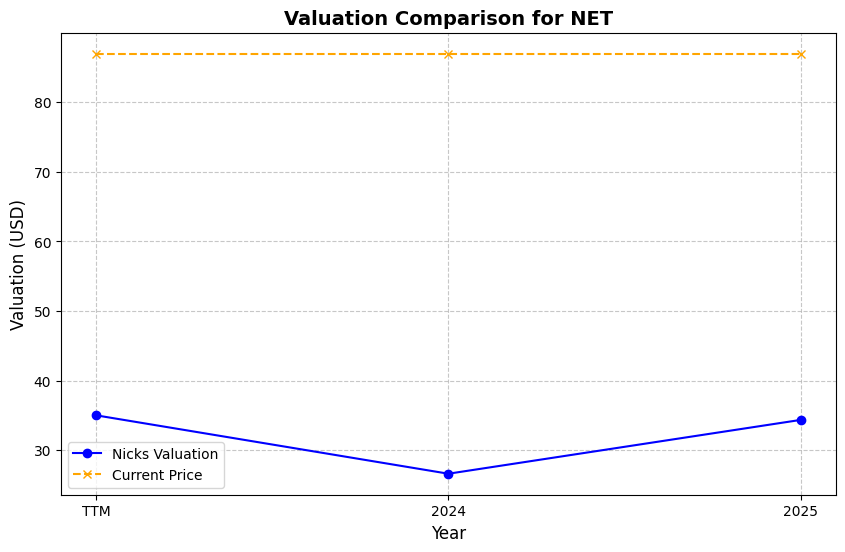 Valuation Comparison for NET
Valuation (USD)
80
70
60
50
40
30
Nicks Valuation
Current Price
TTM
2024
2025
Year